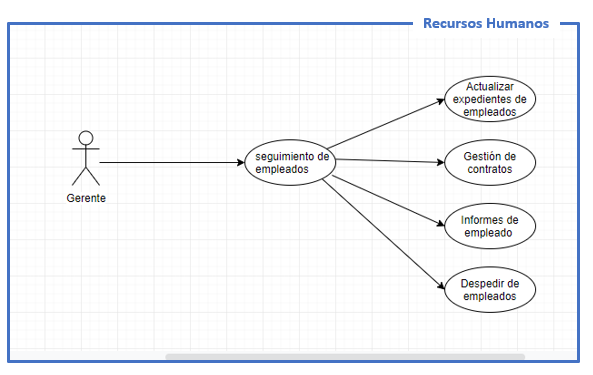 Recursos Humanos
Actualizar
expedientes de
empleados
seguimiento de
empleados
Gestión de
contratos
Gerente
Informes de
empleado
Despedir de
empleados